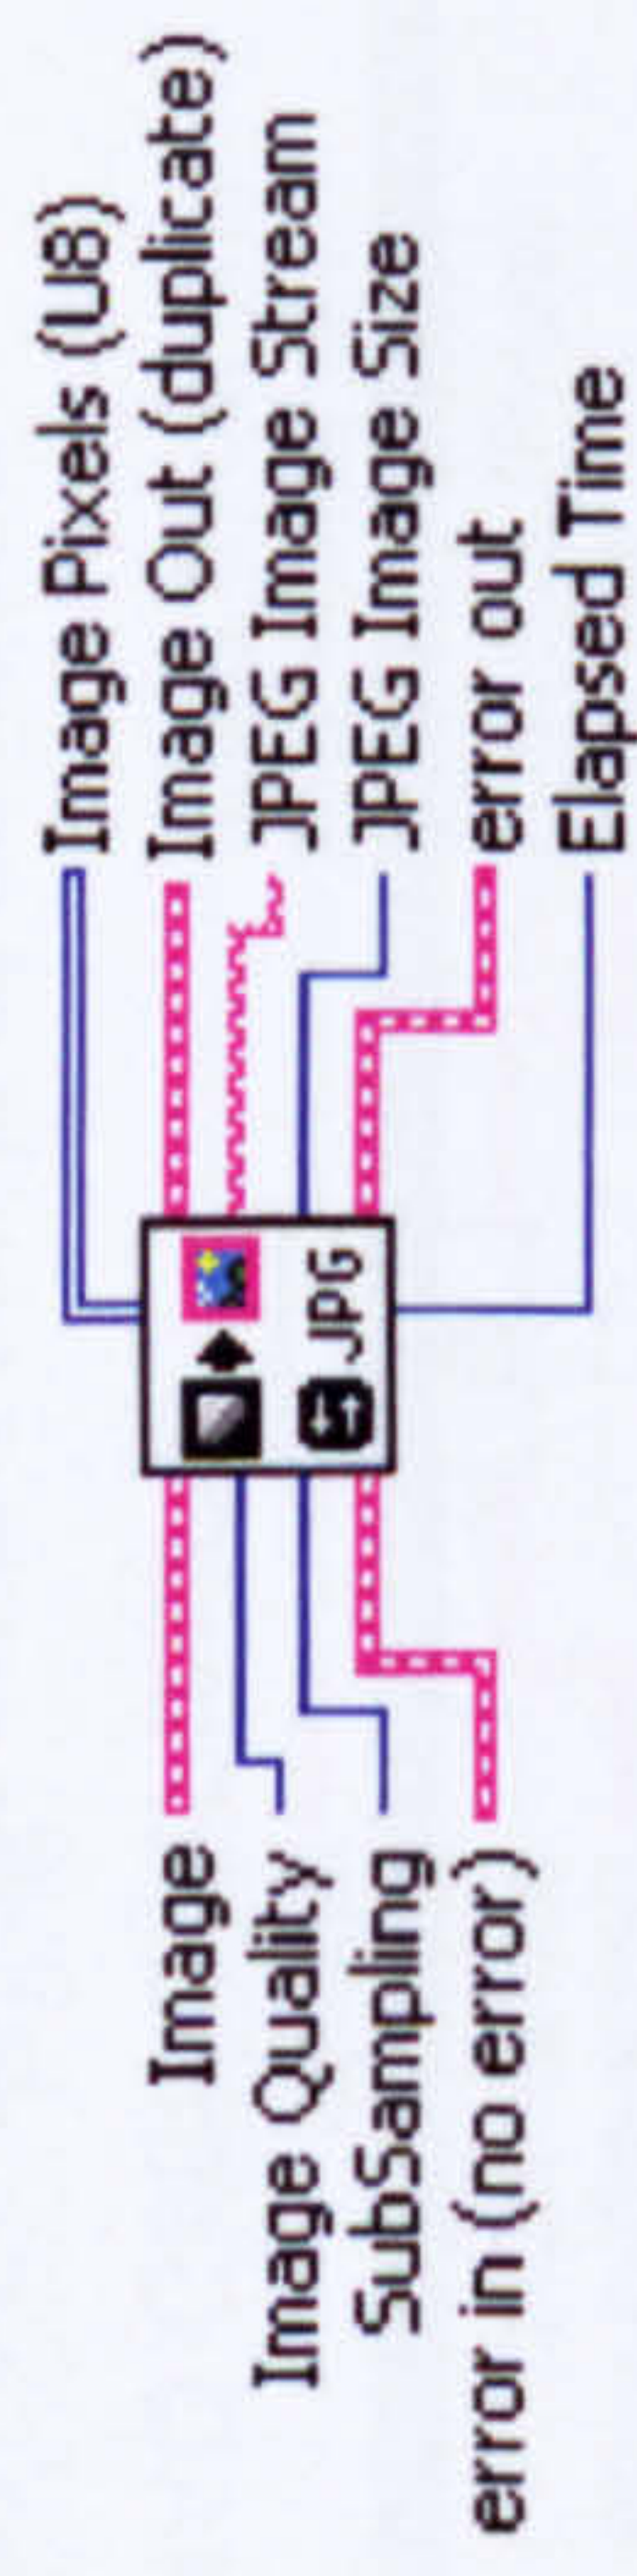 Image Pixels (U8)
Image Out (duplicate)
JPEG Image Stream
JPEG Image Size
error out
Elapsed Time
JPG
Image
Image Quality
SubSampling
error in (no error)